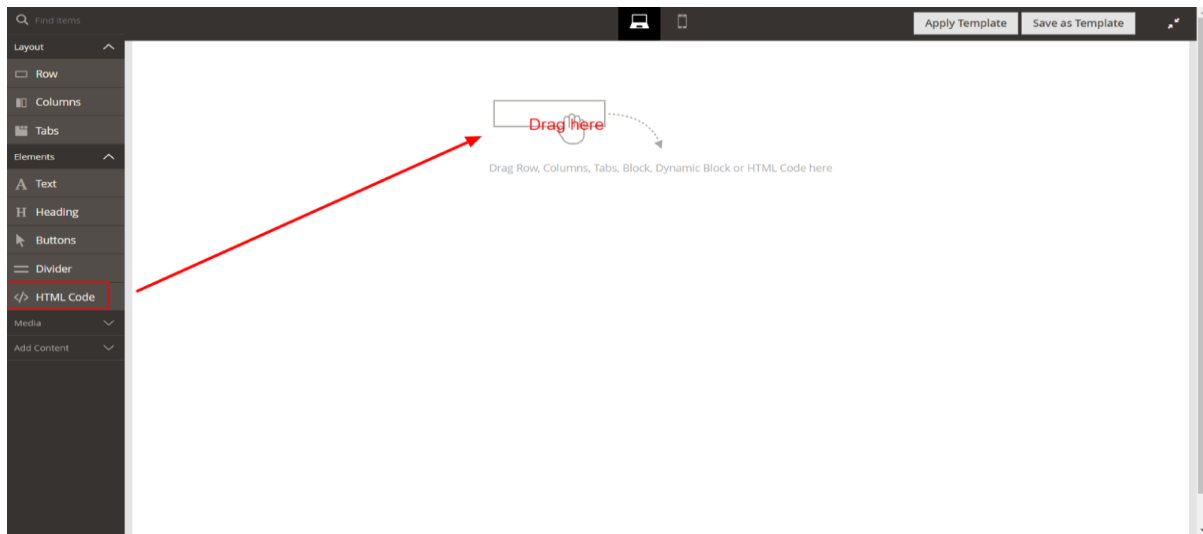 Find items
Apply Template
Save as Template
Layout
Row
Columns
Tabs
Elements
Text
Heading
Buttons
Divider
</> HTML Code
Media
Add Content
Drag here
Drag Row, Columns, Tabs, Block, Dynamic Block or HTML Code here